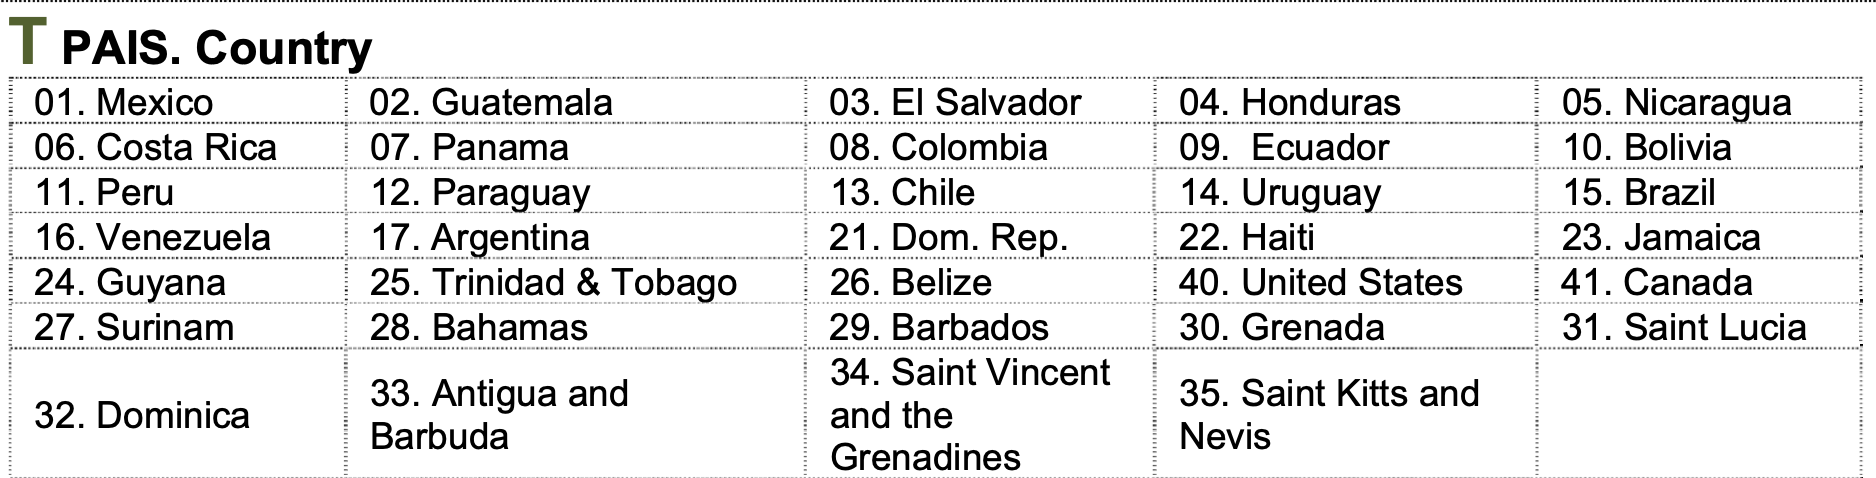 T PAIS. Country
01. Mexico 02. Guatemala 03. El Salvador 04. Honduras 05. Nicaragua
06. Costa Rica 07. Panama 08. Colombia 09. Ecuador 10. Bolivia
11. Peru 12. Paraguay 13. Chile 14. Uruguay 15. Brazil
16. Venezuela 17. Argentina 21. Dom. Rep. 22. Haiti 23. Jamaica
24. Guyana 25. Trinidad & Tobago 26. Belize 40. United States 41. Canada
27. Surinam 28. Bahamas 29. Barbados 30. Grenada 31. Saint Lucia
32. Dominica
33. Antigua and
Barbuda
34. Saint Vincent
and the
Grenadines
35. Saint Kitts and
Nevis